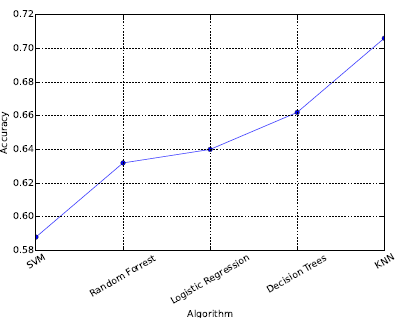 0.72
0.70
0.68
0.66
0.64
0.62
0.60
0.58
Accuracy
SVM
Random Forrest
Logistic Regression
Decision Trees
KNN
Algorithm